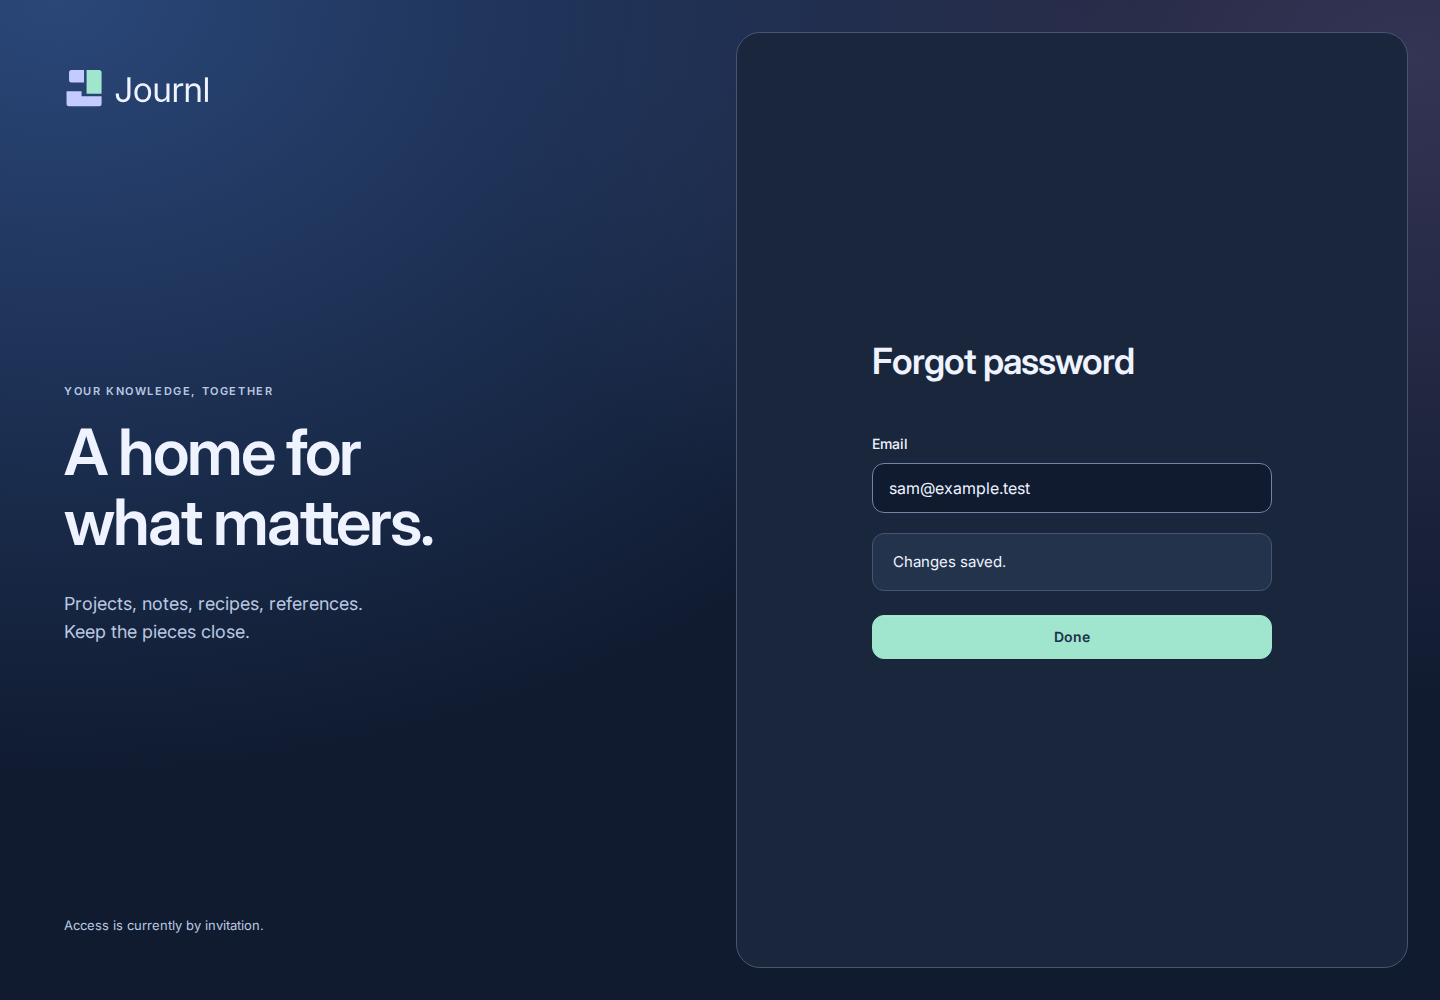 Journl
YOUR KNOWLEDGE, TOGETHER
A home for
what matters.
Projects, notes, recipes, references.
Keep the pieces close.
Access is currently by invitation.
Forgot password
Email
sam@example.test
Changes saved.
Done